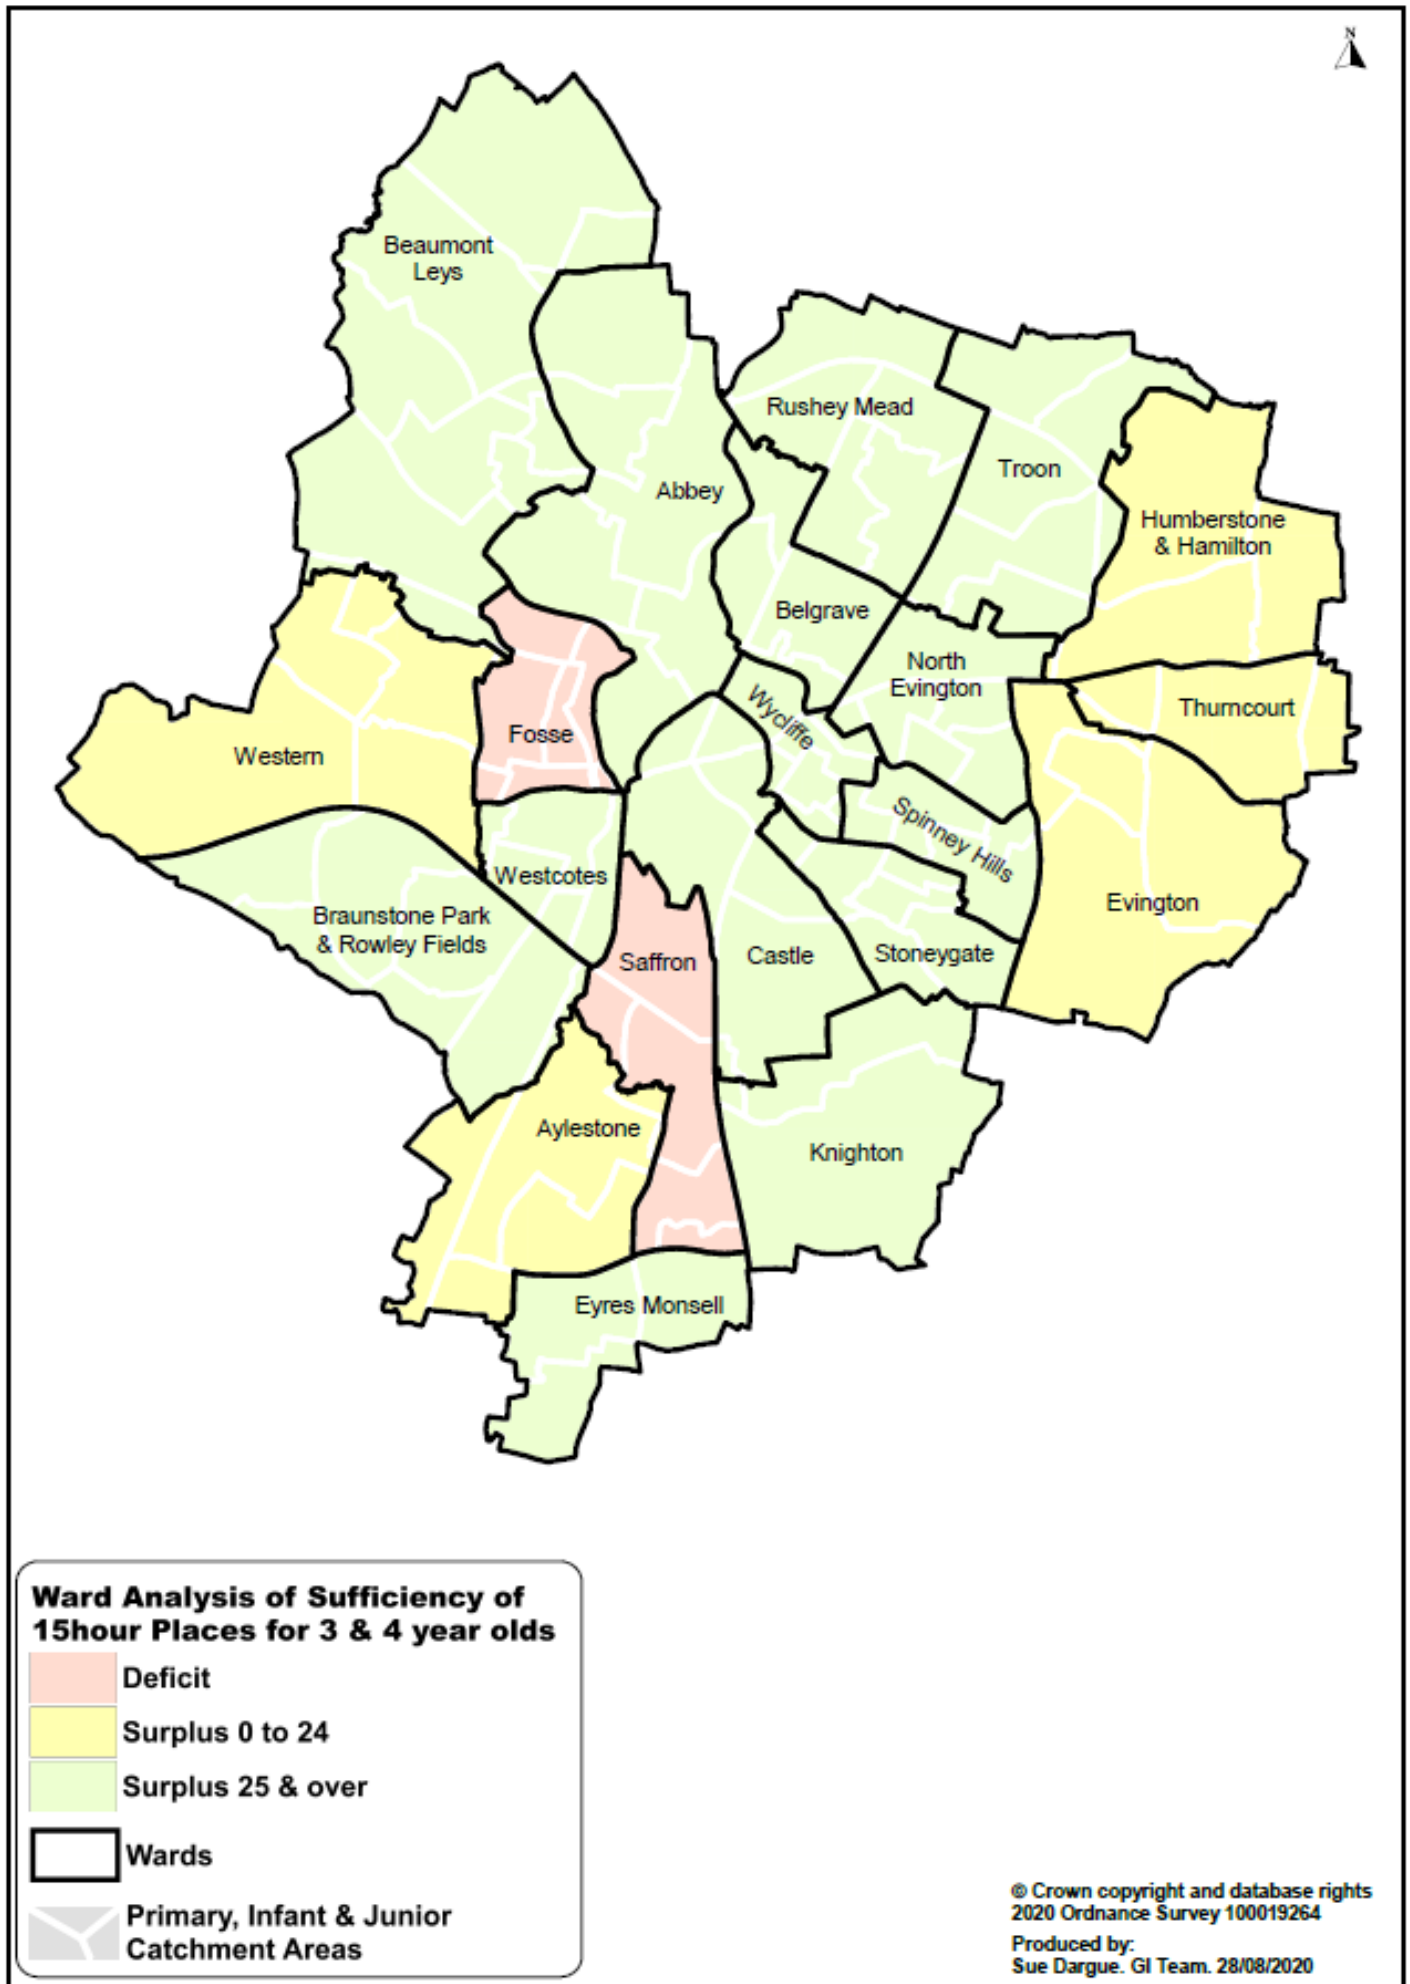 N
Beaumont
Leys
Rushey Mead
Troon
Abbey
Humberstone
& Hamilton
Belgrave
North
Evington
Wycliffe
Thurncourt
Fosse
Western
Spinney Hills
Westcotes
Evington
Braunstone Park
& Rowley Fields
Saffron
Castle
Stoneygate
Aylestone
Knighton
Eyres Monsell
Ward Analysis of Sufficiency of
15hour Places for 3 & 4 year olds
Deficit
Surplus 0 to 24
Surplus 25 & over
Wards
Primary, Infant & Junior
Catchment Areas
© Crown copyright and database rights
2020 Ordnance Survey 100019264
Produced by:
Sue Dargue. GI Team. 28/08/2020